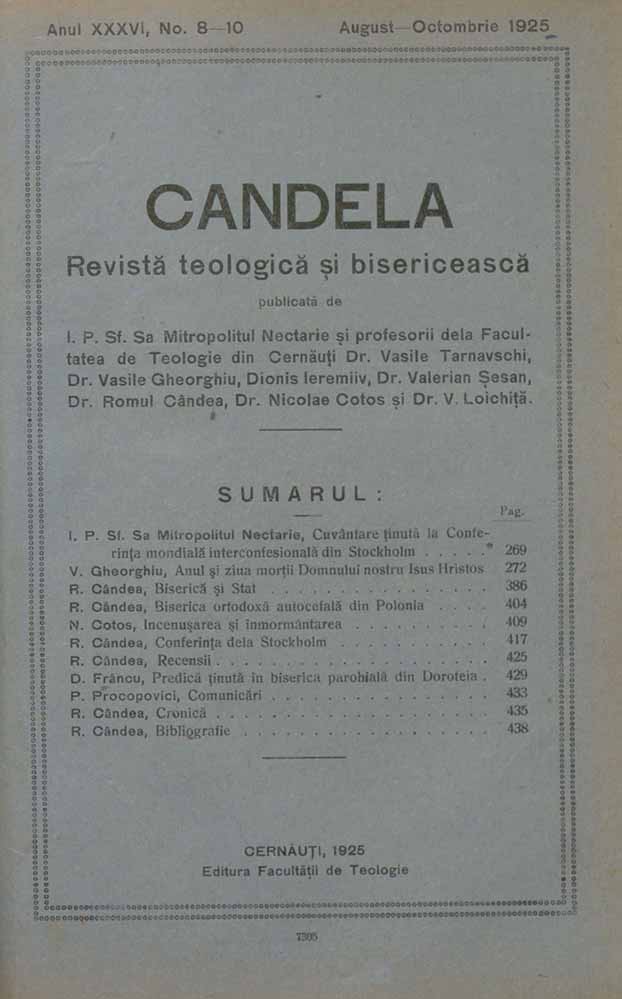 Anul XXXVI, No. 8—10 August—Octombrie 1925
CANDELA
Revistă teologică și bisericească
publicată de
I. P. Sf. Sa Mitropolitul Nectarie și profesorii dela Facul-
tatea de Teologie din Cernăuți Dr. Vasile Tarnavschi,
Dr. Vasile Gheorghiu, Dionis Ieremiiv, Dr. Valerian Șesan,
Dr. Romul Cândea, Dr. Nicolae Cotos și Dr. V. Loichiță.
SUMARUL:
Pag.
I. P. Sf. Sa Mitropolitul Nectarie, Cuvântare ținută la Confe-
rința mondială interconfesională din Stockholm . . . . . 269
V. Gheorghiu, Anul și ziua morții Domnului nostru Isus Hristos 272
R. Cândea, Biserică și Stat . . . . . . . . . . . . . . . . 386
R. Cândea, Biserica ortodoxă autocefală din Polonia . . . . 404
N. Cotos, Incenușarea și inmormântarea . . . . . . . . . . 409
R. Cândea, Conferința dela Stockholm . . . . . . . . . . . 417
R. Cândea, Recensii . . . . . . . . . . . . . . . . . . . . 425
D. Frâncu, Predică ținută in biserica parohială din Doroteia . 429
P. Procopovici, Comunicări . . . . . . . . . . . . . . . . 433
R. Cândea, Cronică . . . . . . . . . . . . . . . . . . . . 435
R. Cândea, Bibliografie . . . . . . . . . . . . . . . . . . 438
CERNĂUȚI, 1925
Editura Facultății de Teologie
7305